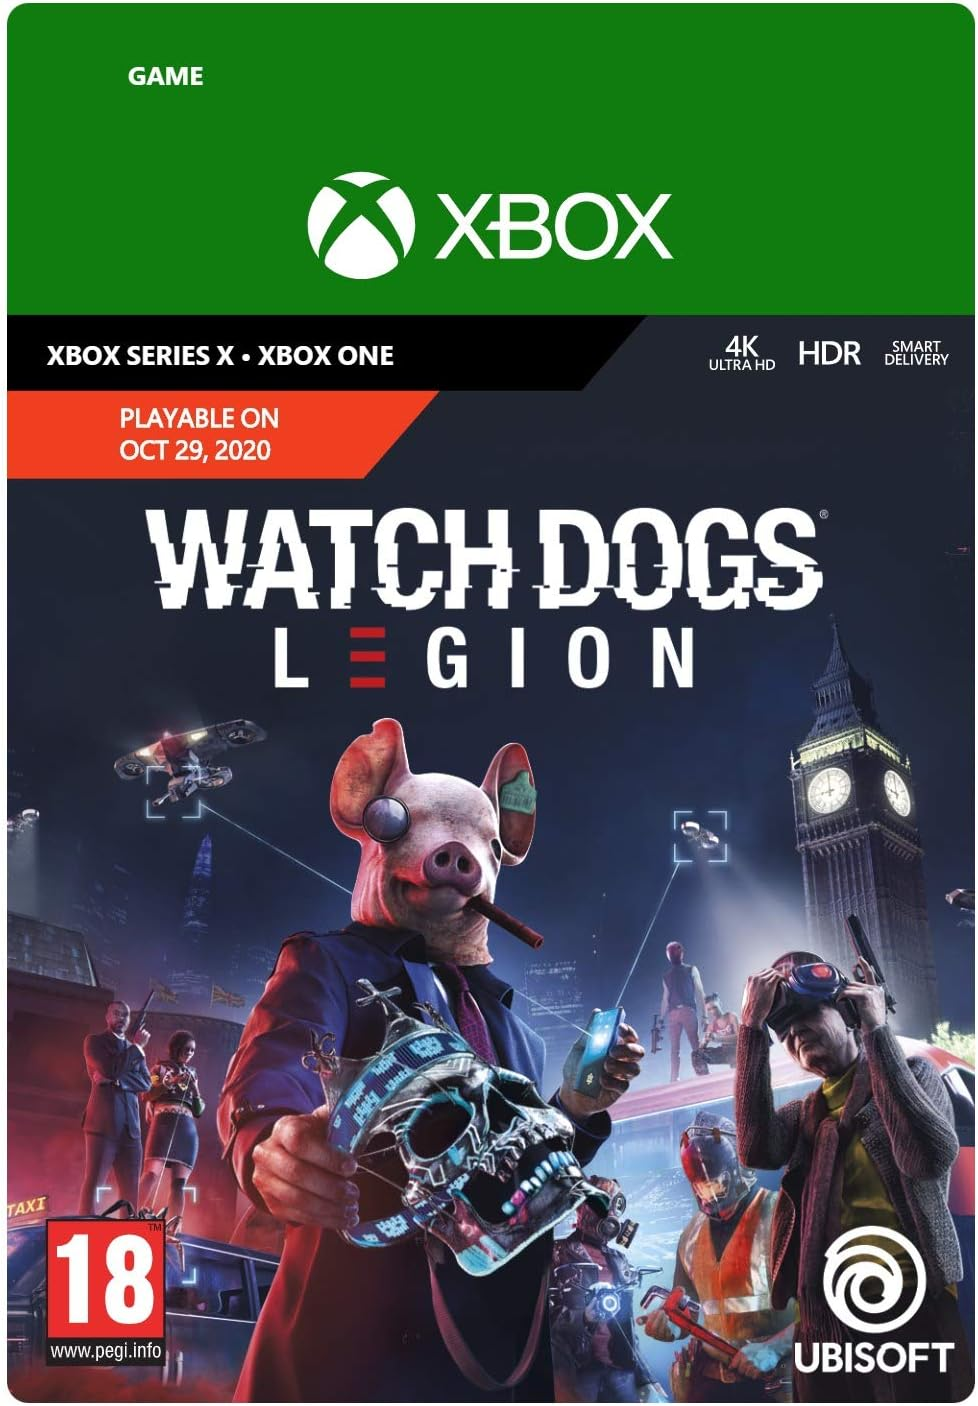 GAME
XBOX
XBOX SERIES X • XBOX ONE
4K
ULTRA HD
HDR
SMART
DELIVERY
PLAYABLE ON
OCT 29, 2020
WATCH DOGS®
LEGION
TAXI
18™
www.pegi.info
UBISOFT